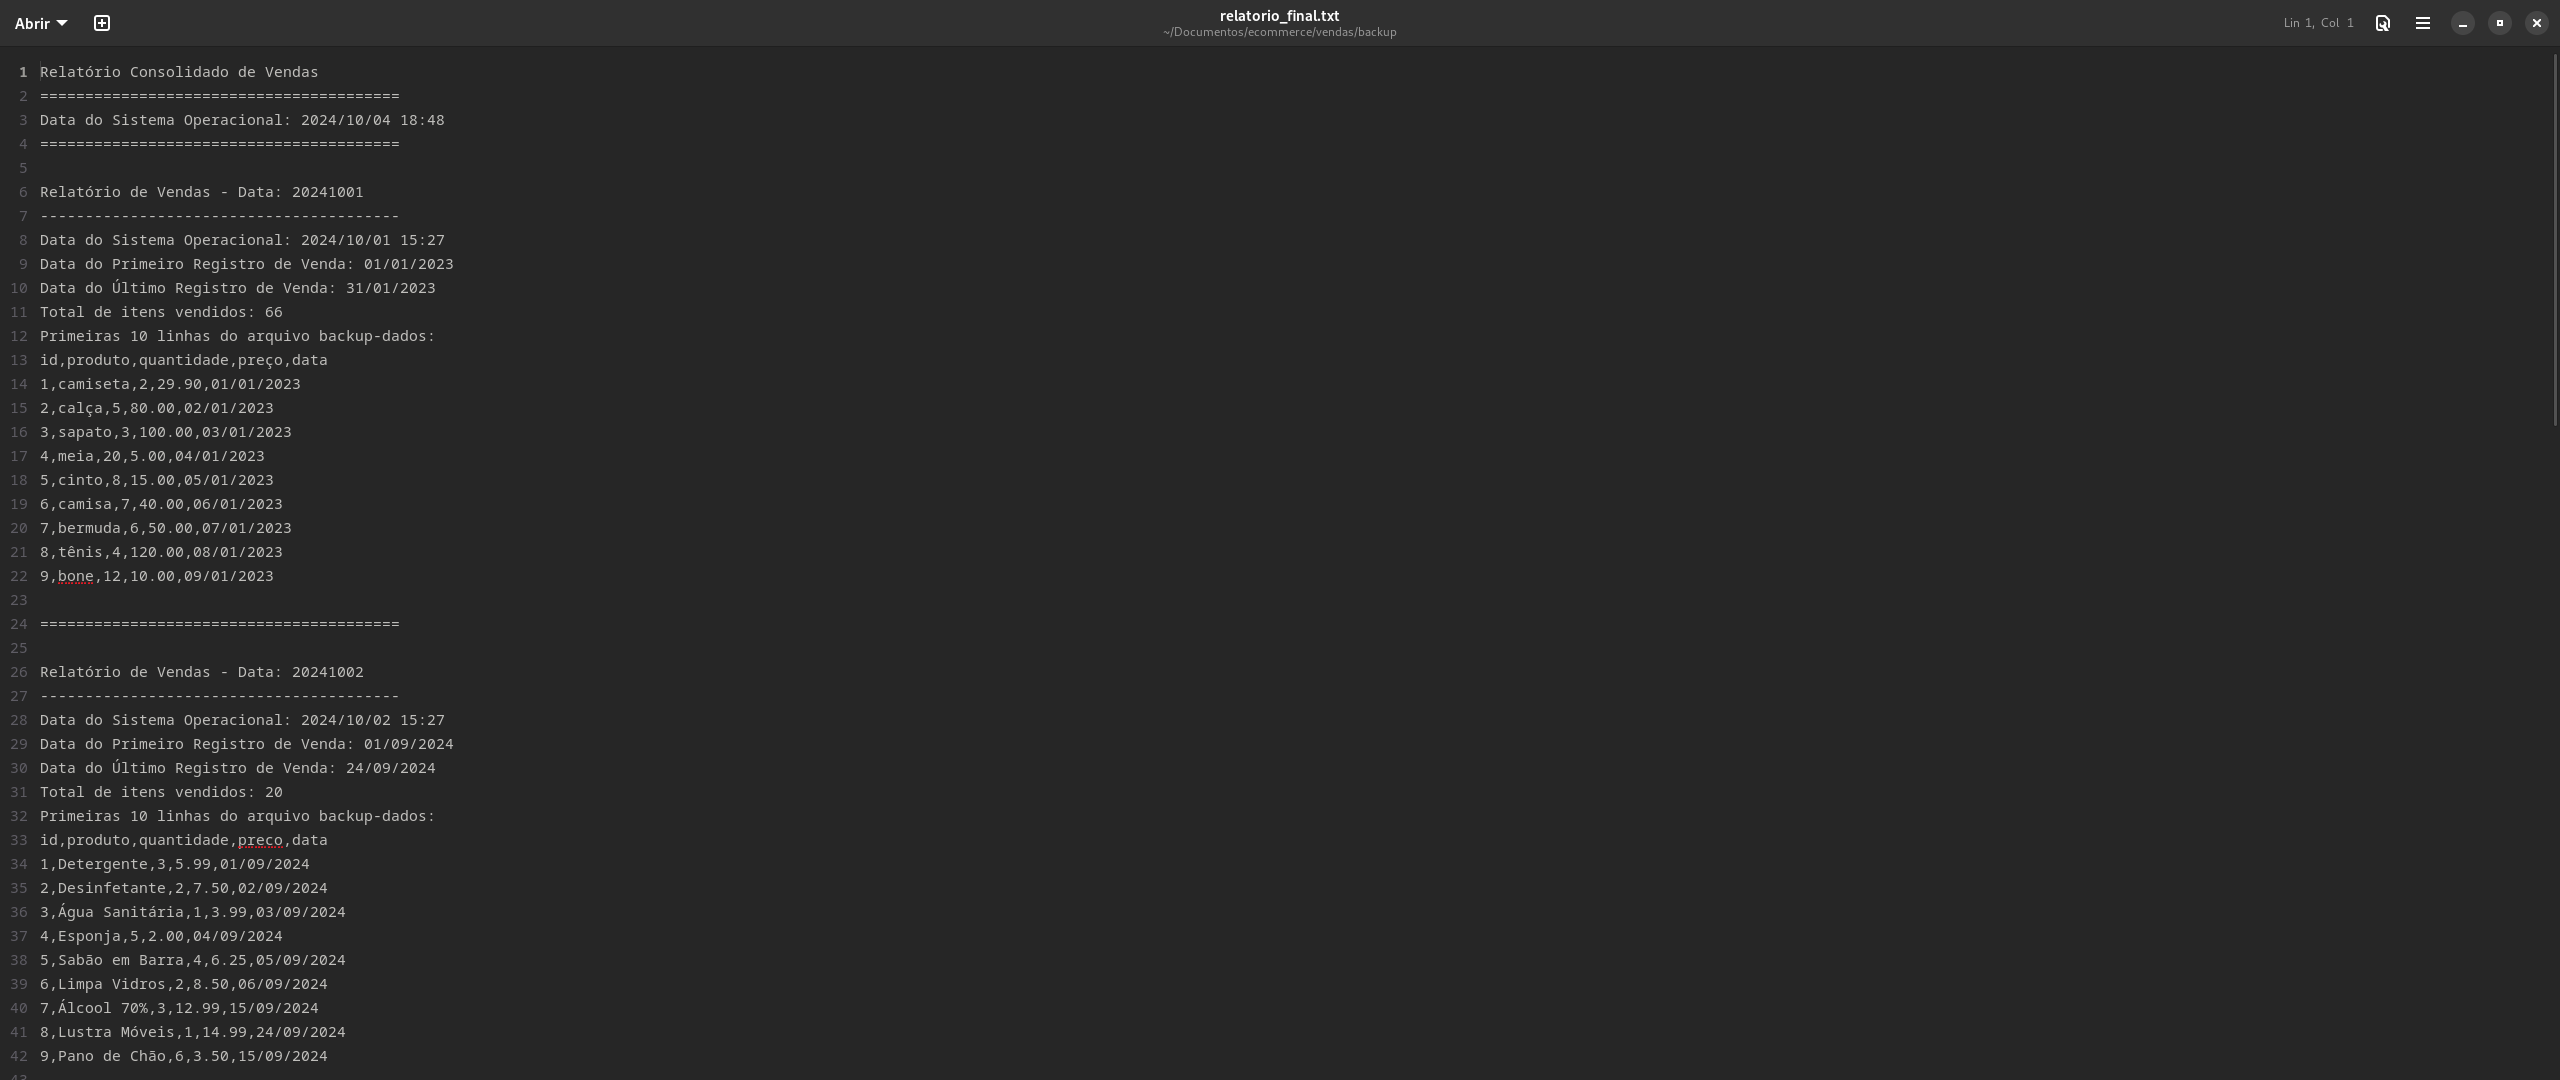 Abrir
relatorio_final.txt
~/Documentos/ecommerce/vendas/backup
Lin 1, Col 1
1 Relatório Consolidado de Vendas
2 ========================================
3 Data do Sistema Operacional: 2024/10/04 18:48
4 ========================================
5
6 Relatório de Vendas - Data: 20241001
7 ----------------------------------------
8 Data do Sistema Operacional: 2024/10/01 15:27
9 Data do Primeiro Registro de Venda: 01/01/2023
10 Data do Último Registro de Venda: 31/01/2023
11 Total de itens vendidos: 66
12 Primeiras 10 linhas do arquivo backup-dados:
13 id,produto,quantidade,preço,data
14 1,camiseta,2,29.90,01/01/2023
15 2,calça,5,80.00,02/01/2023
16 3,sapato,3,100.00,03/01/2023
17 4,meia,20,5.00,04/01/2023
18 5,cinto,8,15.00,05/01/2023
19 6,camisa,7,40.00,06/01/2023
20 7,bermuda,6,50.00,07/01/2023
21 8,tênis,4,120.00,08/01/2023
22 9,bone,12,10.00,09/01/2023
23
24 ========================================
25
26 Relatório de Vendas - Data: 20241002
27 ----------------------------------------
28 Data do Sistema Operacional: 2024/10/02 15:27
29 Data do Primeiro Registro de Venda: 01/09/2024
30 Data do Último Registro de Venda: 24/09/2024
31 Total de itens vendidos: 20
32 Primeiras 10 linhas do arquivo backup-dados:
33 id,produto,quantidade,preco,data
34 1,Detergente,3,5.99,01/09/2024
35 2,Desinfetante,2,7.50,02/09/2024
36 3,Água Sanitária,1,3.99,03/09/2024
37 4,Esponja,5,2.00,04/09/2024
38 5,Sabão em Barra,4,6.25,05/09/2024
39 6,Limpa Vidros,2,8.50,06/09/2024
40 7,Álcool 70%,3,12.99,15/09/2024
41 8,Lustra Móveis,1,14.99,24/09/2024
42 9,Pano de Chão,6,3.50,15/09/2024
43